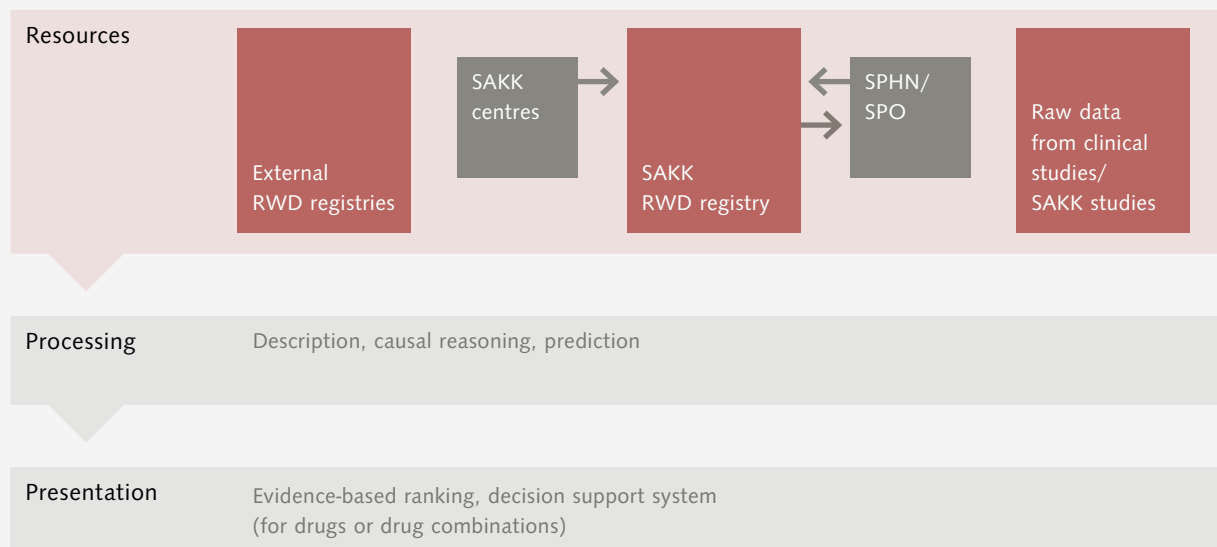 Resources
External
RWD registries
SAKK
centres
SAKK
RWD registry
SPHN/
SPO
Raw data
from clinical
studies/
SAKK studies
Processing
Description, causal reasoning, prediction
Presentation
Evidence-based ranking, decision support system
(for drugs or drug combinations)